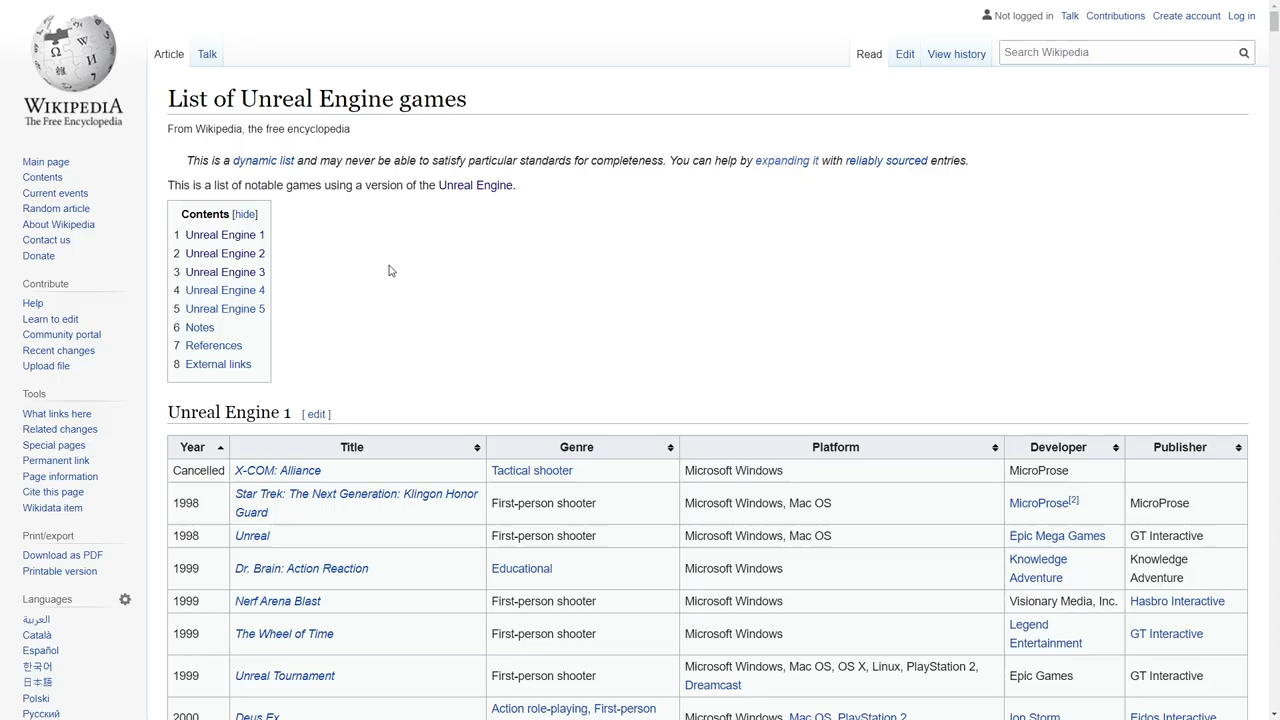 Not logged in Talk Contributions Create account Log in
Article Talk Read Edit View history Search Wikipedia
WIKIPEDIA
The Free Encyclopedia
Main page
Contents
Current events
Random article
About Wikipedia
Contact us
Donate
Contribute
Help
Learn to edit
Community portal
Recent changes
Upload file
Tools
What links here
Related changes
Special pages
Permanent link
Page information
Cite this page
Wikidata item
Print/export
Download as PDF
Printable version
Languages
العربية
Català
Español
한국어
日本語
Polski
Русский
List of Unreal Engine games
From Wikipedia, the free encyclopedia
This is a dynamic list and may never be able to satisfy particular standards for completeness. You can help by expanding it with reliably sourced entries.
This is a list of notable games using a version of the Unreal Engine.
Contents [hide]
1 Unreal Engine 1
2 Unreal Engine 2
3 Unreal Engine 3
4 Unreal Engine 4
5 Unreal Engine 5
6 Notes
7 References
8 External links
Unreal Engine 1 [ edit ]
Year Title Genre Platform Developer Publisher
Cancelled X-COM: Alliance Tactical shooter Microsoft Windows MicroProse
1998 Star Trek: The Next Generation: Klingon Honor Guard First-person shooter Microsoft Windows, Mac OS MicroProse[2] MicroProse
1998 Unreal First-person shooter Microsoft Windows, Mac OS Epic Mega Games GT Interactive
1999 Dr. Brain: Action Reaction Educational Microsoft Windows Knowledge Adventure Knowledge Adventure
1999 Nerf Arena Blast First-person shooter Microsoft Windows Visionary Media, Inc. Hasbro Interactive
1999 The Wheel of Time First-person shooter Microsoft Windows Legend Entertainment GT Interactive
1999 Unreal Tournament First-person shooter Microsoft Windows, Mac OS, OS X, Linux, PlayStation 2, Dreamcast Epic Games GT Interactive
2000 Deus Ex Action role-playing, First-person Microsoft Windows, Mac OS, PlayStation 2 Ion Storm Eidos Interactive